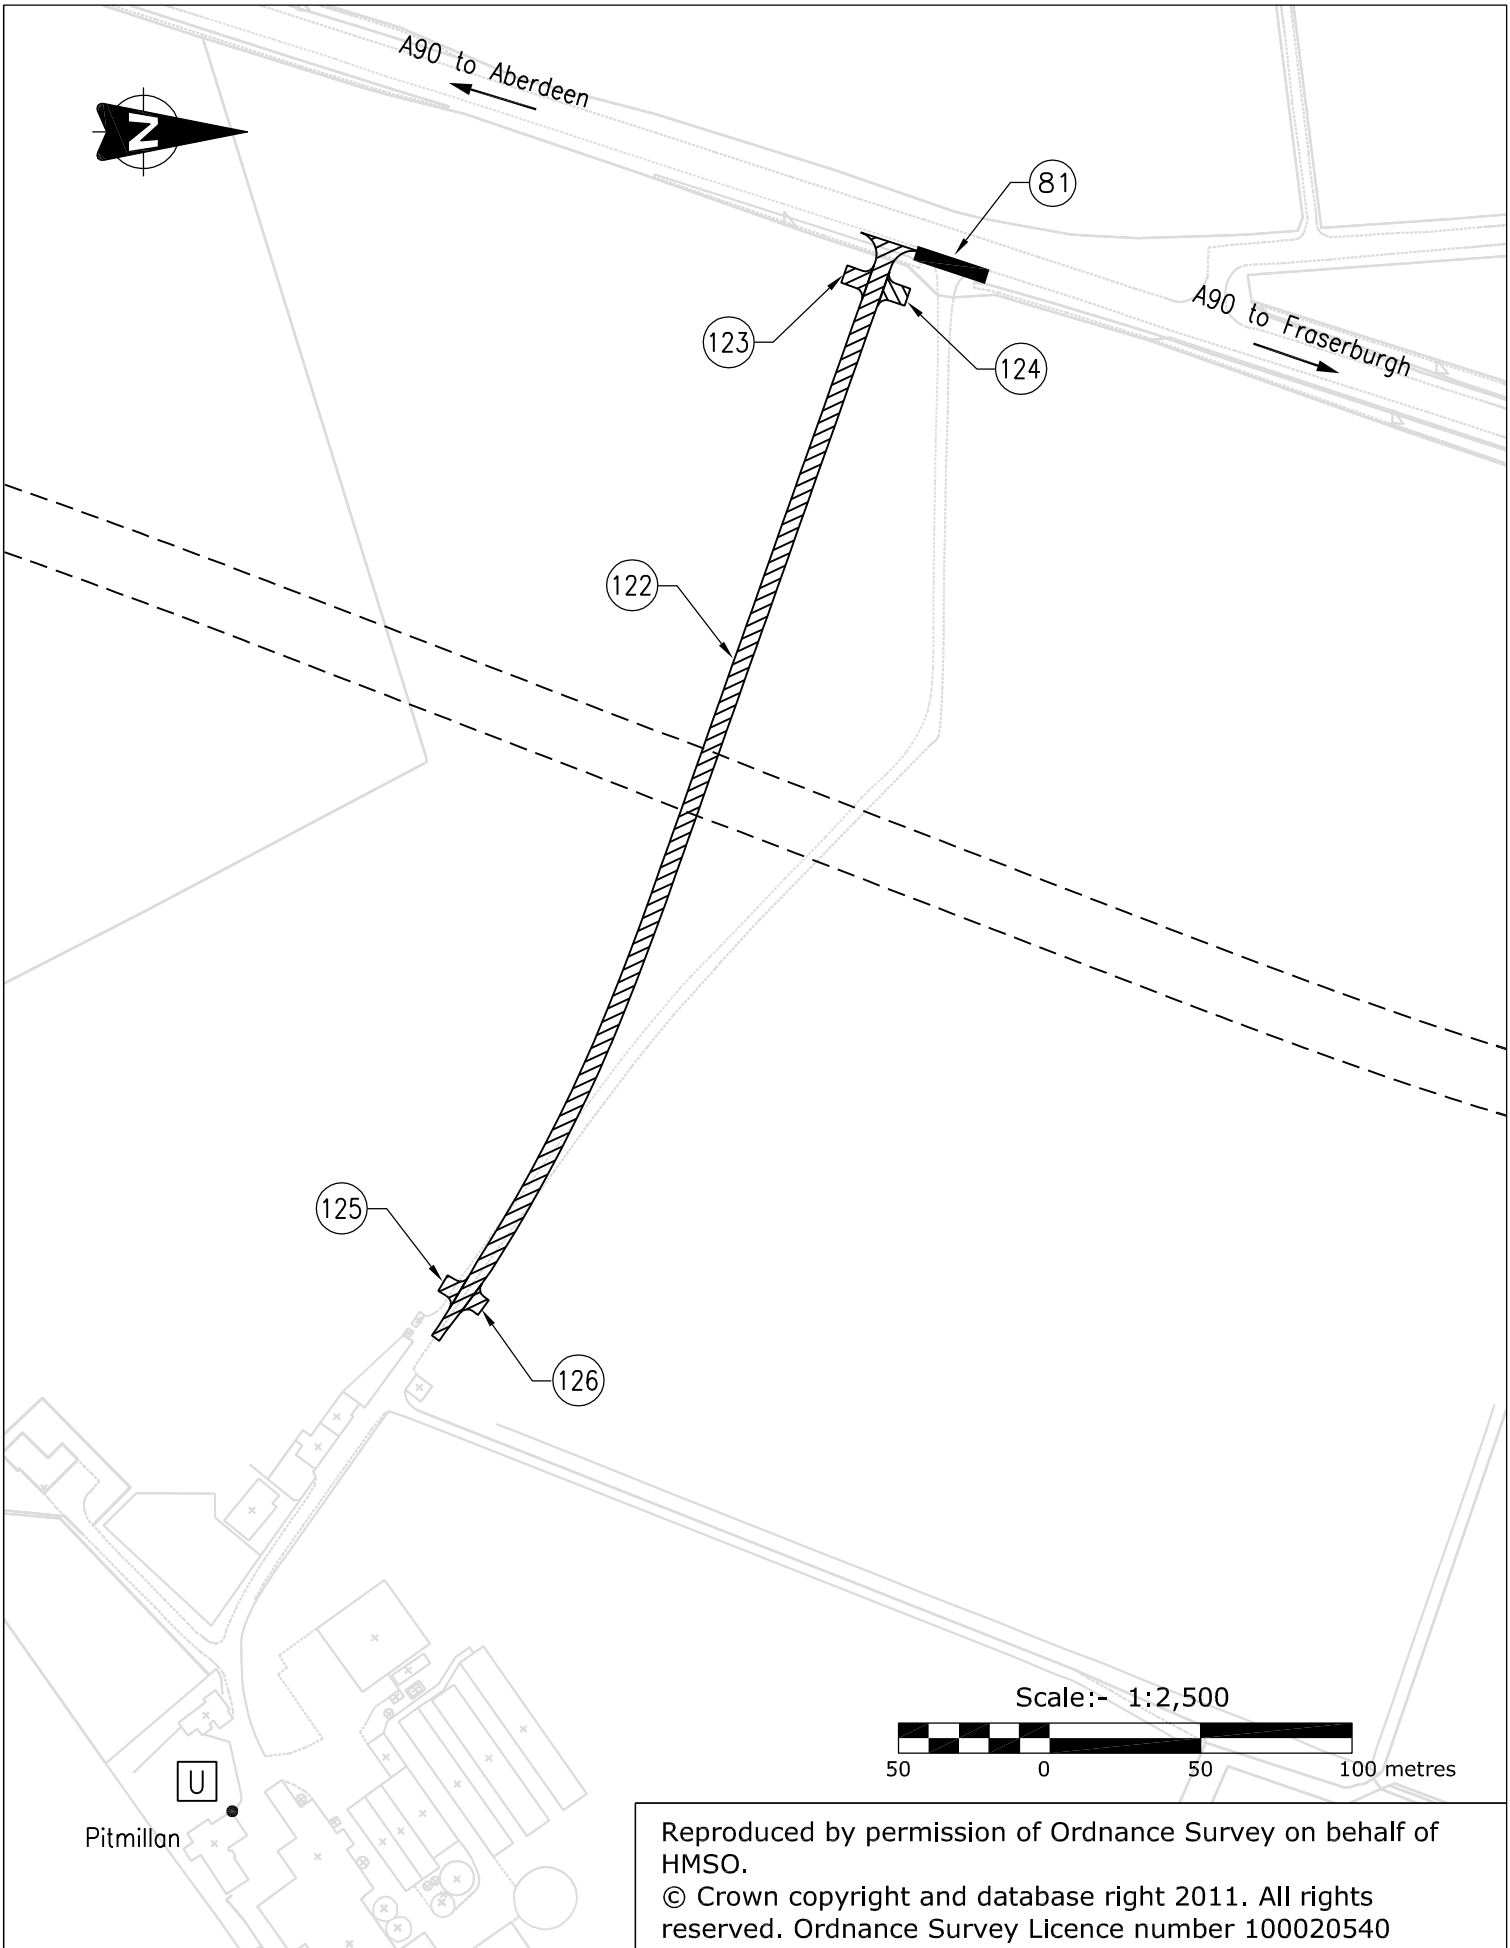 A90 to Aberdeen
N
81
123
124
A90 to Fraserburgh
122
125
126
Scale:- 1:2,500
50 0 50 100 metres
U
Pitmillan
Reproduced by permission of Ordnance Survey on behalf of
HMSO.
© Crown copyright and database right 2011. All rights
reserved. Ordnance Survey Licence number 100020540